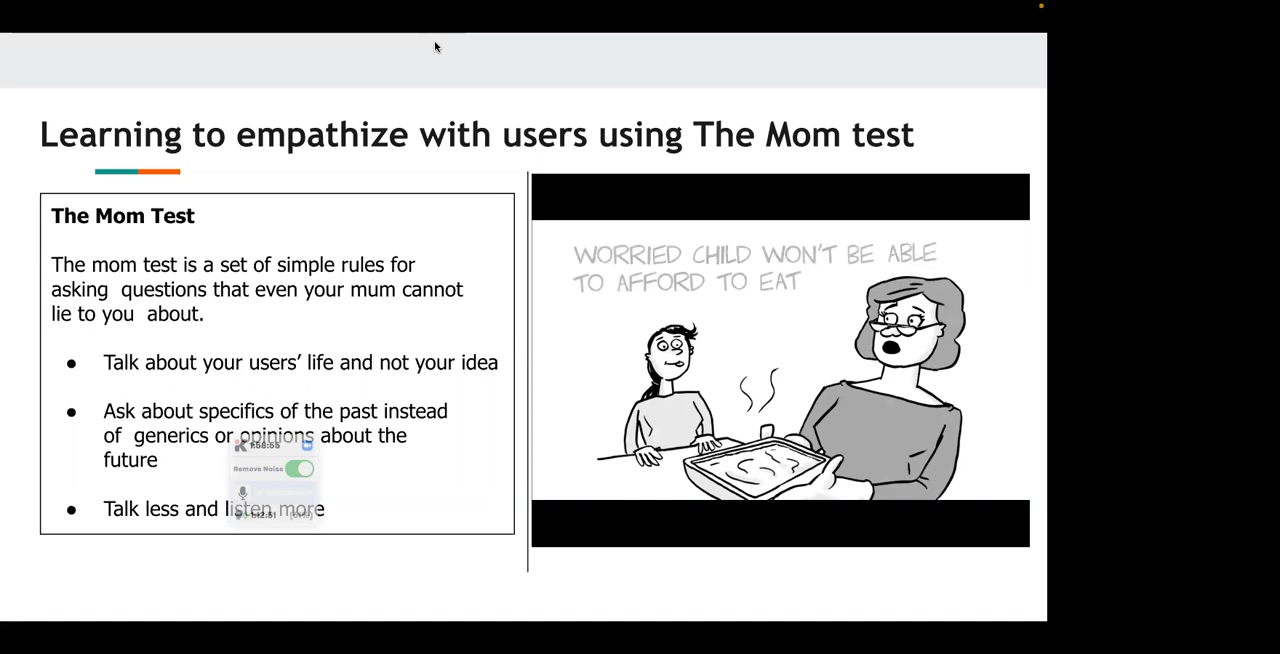 Learning to empathize with users using The Mom test
The Mom Test
The mom test is a set of simple rules for
asking questions that even your mum cannot
lie to you about.
● Talk about your users' life and not your idea
● Ask about specifics of the past instead
of generics or opinions about the
future
● Talk less and listen more
Remove Noise
WORRIED CHILD WON'T BE ABLE
TO AFFORD TO EAT